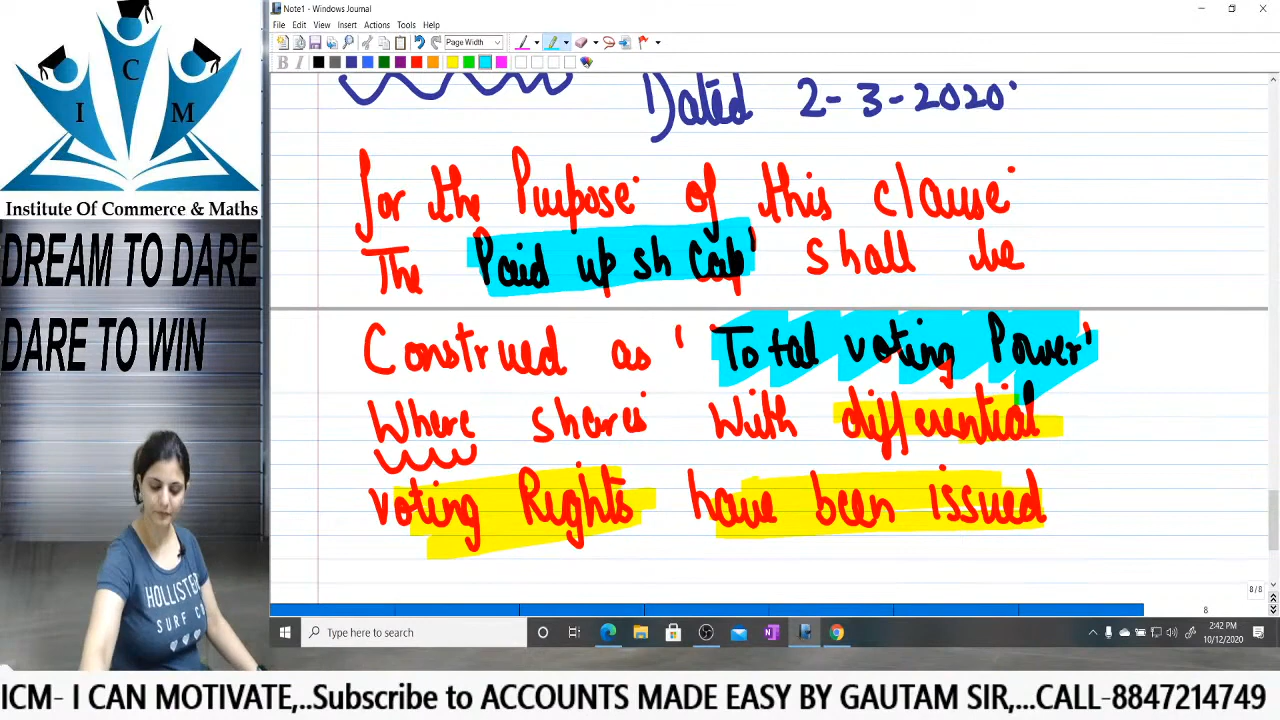 I C M
Institute Of Commerce & Maths
DREAM TO DARE
DARE TO WIN
HOLLISTER
SURF CO
Note1 - Windows Journal
File Edit View Insert Actions Tools Help
Page Width
B I
Dated 2-3-2020
for the Purpose of this clause
The Paid up sh Cap' shall be
Construed as 'Total voting Power'
Where shares With differential
voting Rights have been issued
8/8
8
Type here to search
2:42 PM
10/12/2020
ICM- I CAN MOTIVATE,..Subscribe to ACCOUNTS MADE EASY BY GAUTAM SIR,...CALL-8847214749